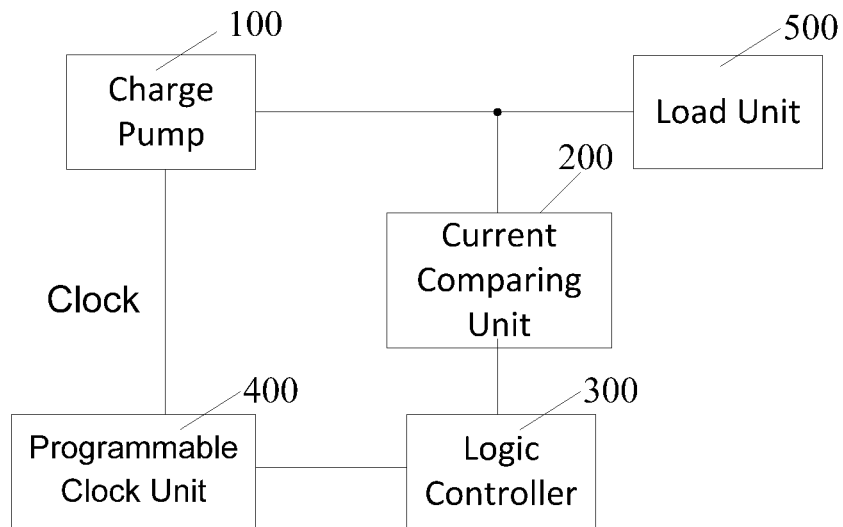 100
500
Charge
Pump
Load Unit
200
Current
Comparing
Unit
Clock
400
300
Programmable
Clock Unit
Logic
Controller